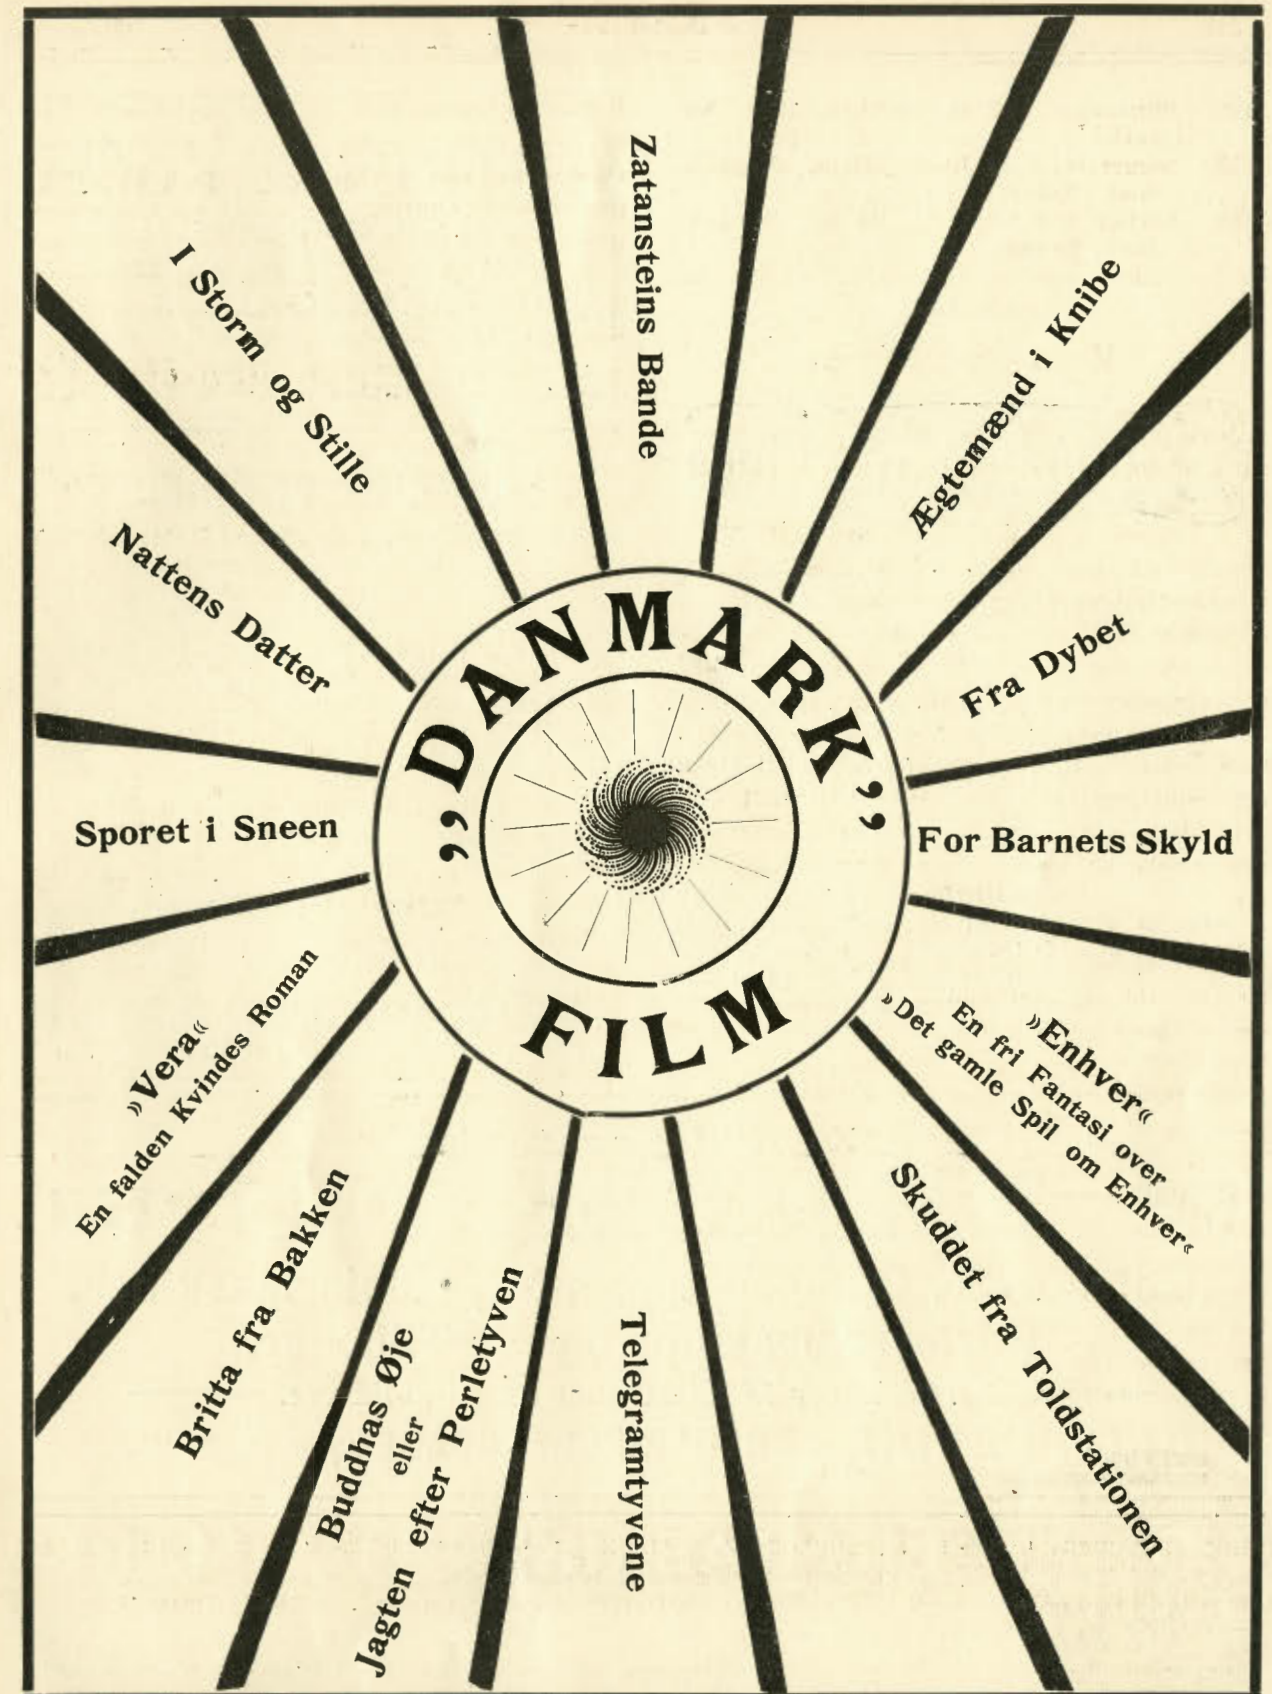 Zatansteins Bande
Ægtemænd i Knibe
Fra Dybet
For Barnets Skyld
»Enhver«
En fri Fantasi over
»Det gamle Spil om Enhver«
Skuddet fra Toldstationen
Telegramtyvene
Buddhas Øje
eller
Jagten efter Perletyven
Britta fra Bakken
»Vera«
En falden Kvindes Roman
Sporet i Sneen
Nattens Datter
I Storm og Stille
„DANMARK”
FILM